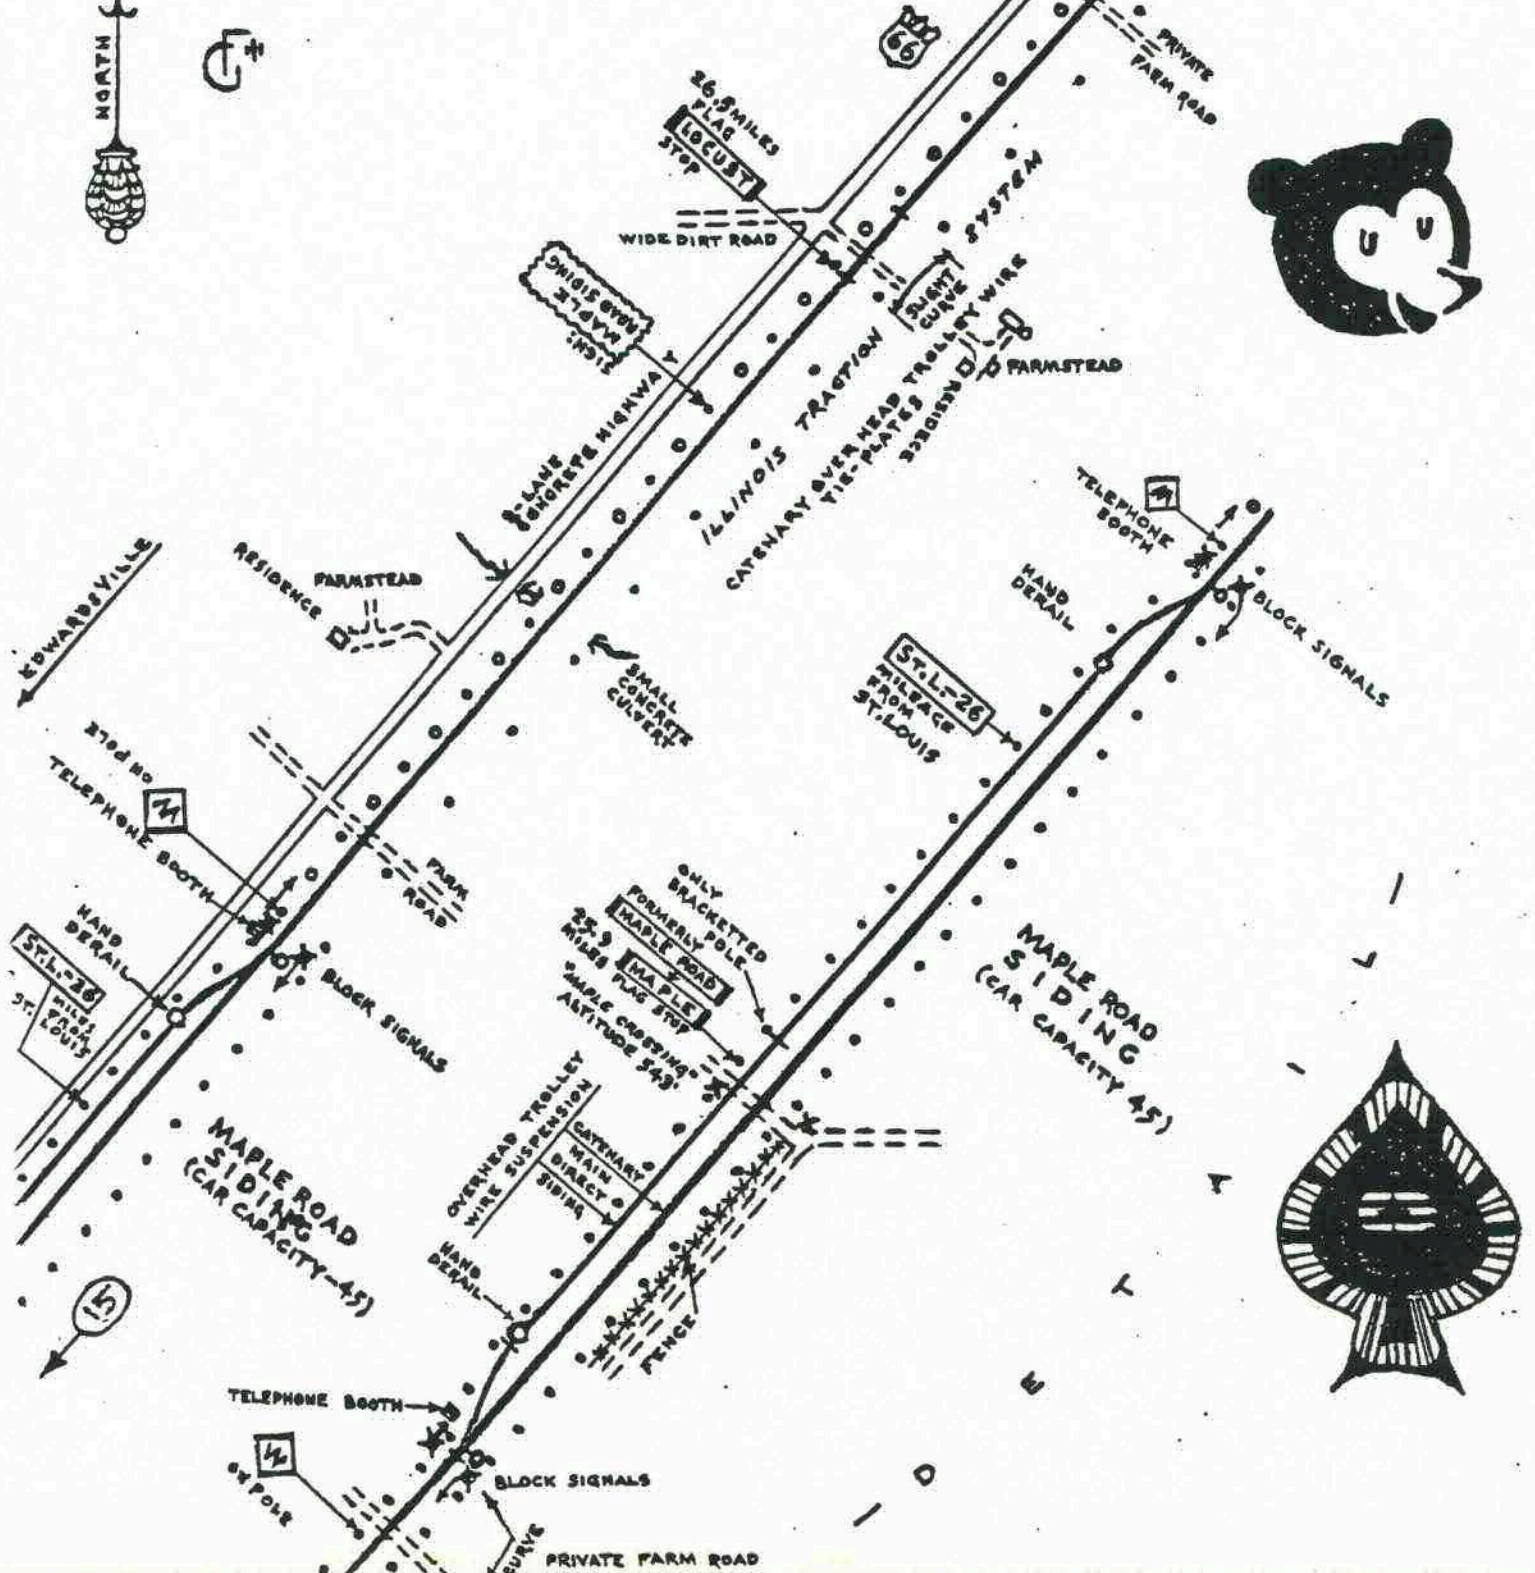 NORTH
66
PRIVATE
FARM ROAD
26.5 MILES
FLAG
LOCUST
STOP
WIDE DIRT ROAD
SIGN:
MAPLE
ROAD SIDING
SLIGHT
CURVE
ILLINOIS TRACTION SYSTEM
CATENARY OVERHEAD TROLLEY WIRE
TIE-PLATES
RESIDENCE
FARMSTEAD
2-LANE
CONCRETE HIGHWAY
EDWARDSVILLE
RESIDENCE
FARMSTEAD
SMALL
CONCRETE
CULVERT
TELEPHONE
BOOTH
HAND
DERAIL
BLOCK SIGNALS
ST.L.-26
MILEAGE
FROM
ST. LOUIS
ON POLE
TELEPHONE BOOTH
FARM
ROAD
HAND
DERAIL
ST.L.-26
MILES
FROM
ST. LOUIS
BLOCK SIGNALS
MAPLE ROAD
SIDING
(CAR CAPACITY-45)
15
ONLY
BRACKETTED
POLE
FORMERLY
MAPLE ROAD
MAPLE
FLAG STOP
25.9
MILES
"MAPLE CROSSING"
ALTITUDE 543'
MAPLE ROAD
SIDING
(CAR CAPACITY 45)
OVERHEAD TROLLEY
WIRE SUSPENSION
CATENARY
MAIN
DIRECT
SIDING
HAND
DERAIL
FENCE
TELEPHONE BOOTH
BLOCK SIGNALS
ON POLE
CURVE
PRIVATE FARM ROAD
DETAIL